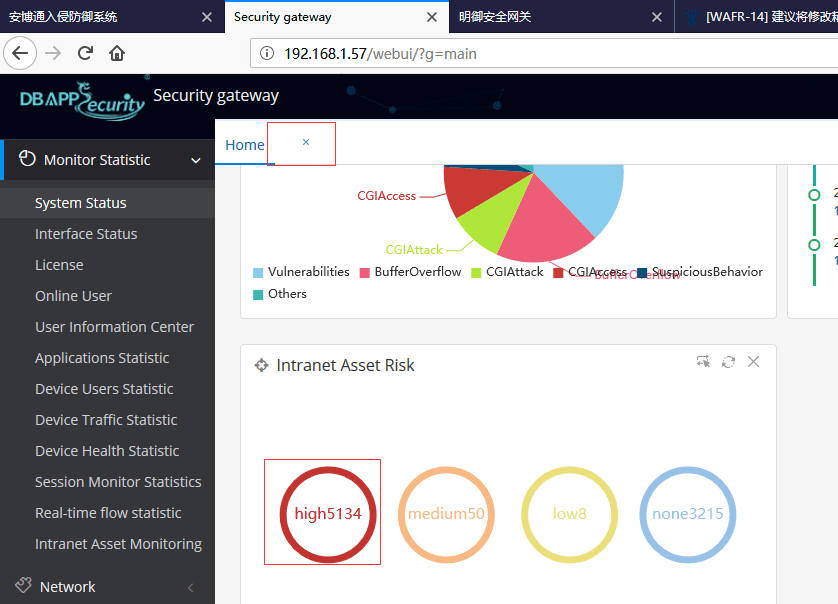 安博通入侵防御系统
Security gateway
明御安全网关
[WAFR-14] 建议将修改
192.168.1.57/webui/?g=main
DBAPPSecurity
Security gateway
Home
Monitor Statistic
System Status
Interface Status
License
Online User
User Information Center
Applications Statistic
Device Users Statistic
Device Traffic Statistic
Device Health Statistic
Session Monitor Statistics
Real-time flow statistic
Intranet Asset Monitoring
Network
CGIAccess
CGIAttack
BufferOverflow
Vulnerabilities BufferOverflow CGIAttack CGIAccess SuspiciousBehavior
Others
2
1
2
1
Intranet Asset Risk
high5134 medium50 low8 none3215